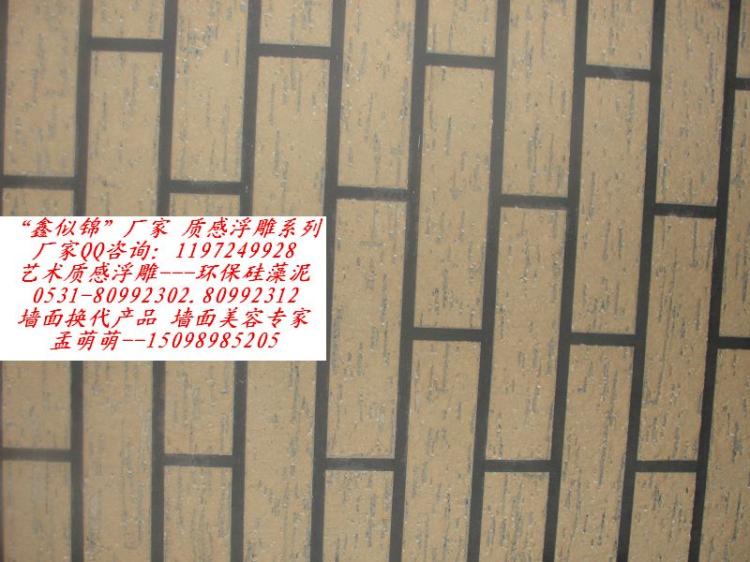 “鑫似锦”厂家 质感浮雕系列
厂家QQ咨询: 1197249928
艺术质感浮雕---环保硅藻泥
0531-80992302.80992312
墙面换代产品 墙面美容专家
孟萌萌--15098985205